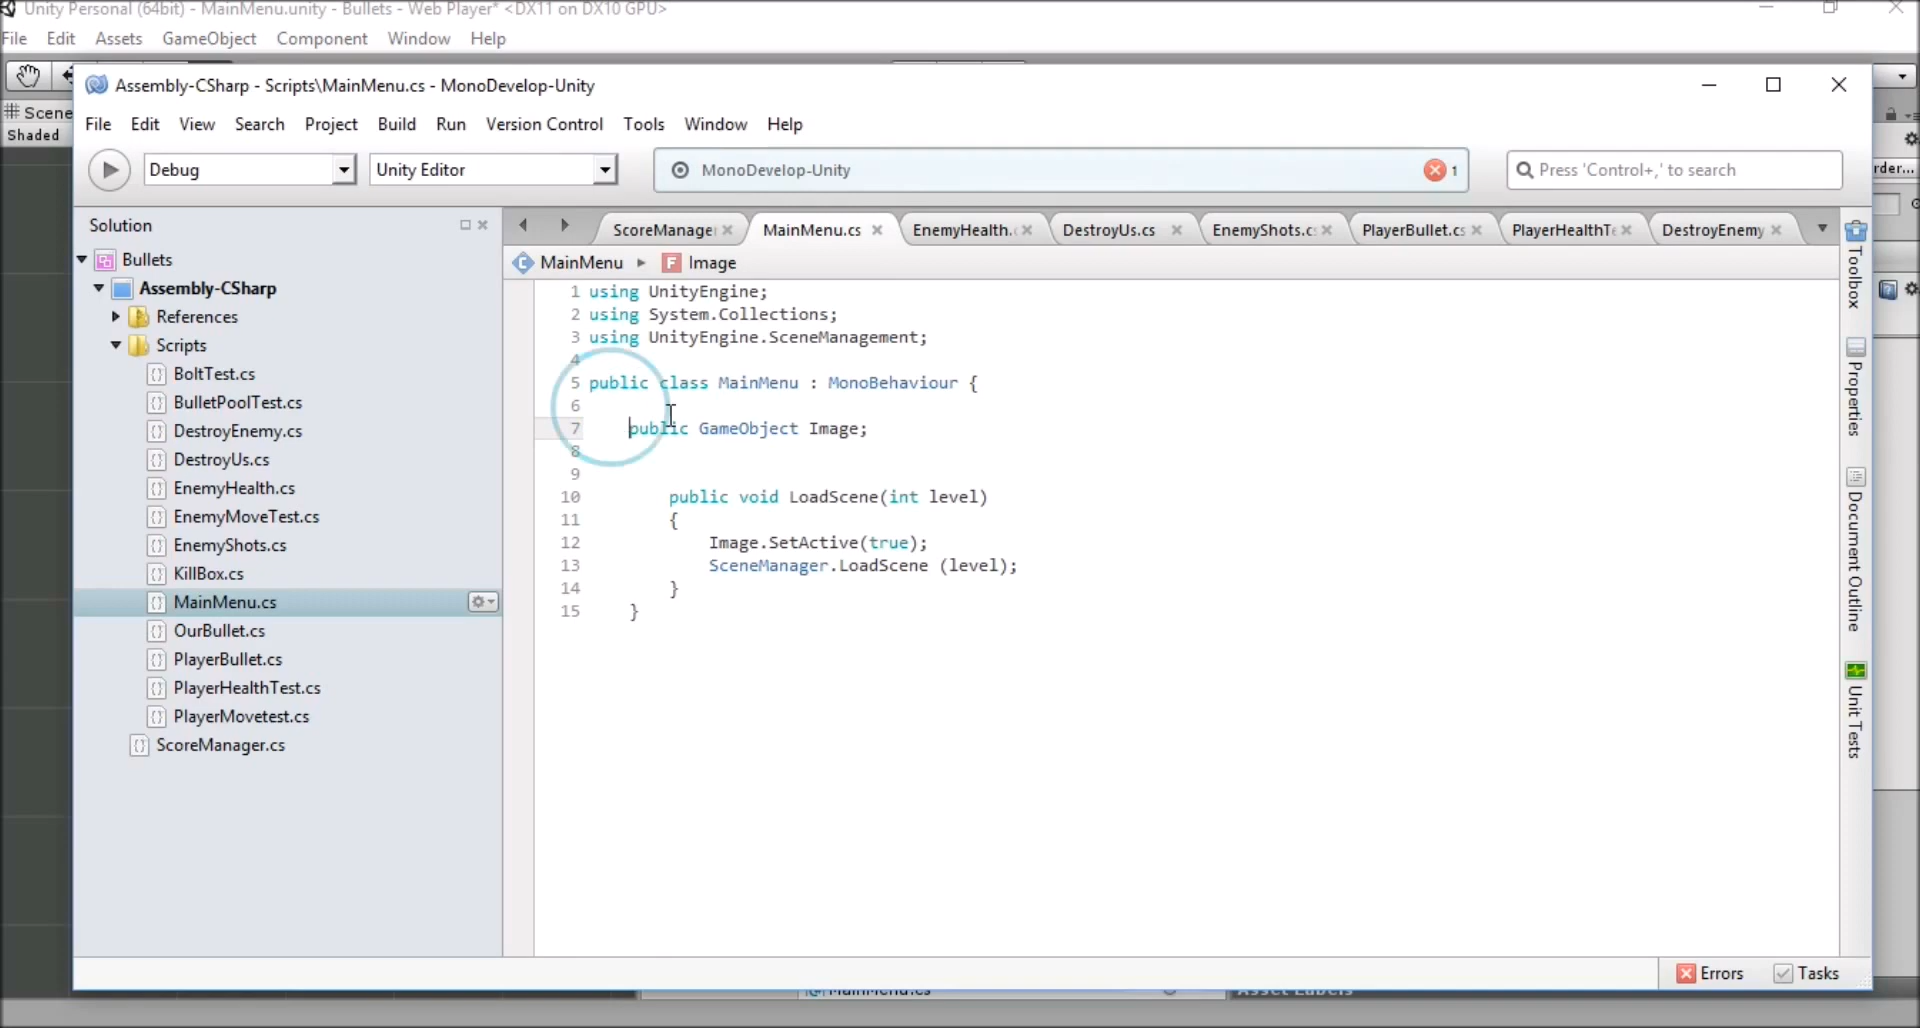 Unity Personal (64bit) - MainMenu.unity - Bullets - Web Player* <DX11 on DX10 GPU>
File Edit Assets GameObject Component Window Help
Assembly-CSharp - Scripts\MainMenu.cs - MonoDevelop-Unity
Scene
File Edit View Search Project Build Run Version Control Tools Window Help
Shaded
Debug Unity Editor MonoDevelop-Unity 1 Press 'Control+,' to search
rder...
Solution
ScoreManage MainMenu.cs EnemyHealth. DestroyUs.cs EnemyShots.c PlayerBullet.cs PlayerHealthTe DestroyEnemy
MainMenu Image
Bullets
Assembly-CSharp
References
Scripts
BoltTest.cs
BulletPoolTest.cs
DestroyEnemy.cs
DestroyUs.cs
EnemyHealth.cs
EnemyMoveTest.cs
EnemyShots.cs
KillBox.cs
MainMenu.cs
OurBullet.cs
PlayerBullet.cs
PlayerHealthTest.cs
PlayerMovetest.cs
ScoreManager.cs
1 using UnityEngine;
2 using System.Collections;
3 using UnityEngine.SceneManagement;
4
5 public class MainMenu : MonoBehaviour {
6
7 public GameObject Image;
8
9
10 public void LoadScene(int level)
11 {
12 Image.SetActive(true);
13 SceneManager.LoadScene (level);
14 }
15 }
Toolbox
Properties
Document Outline
Unit Tests
Errors Tasks
MainMenu.cs
Asset Labels